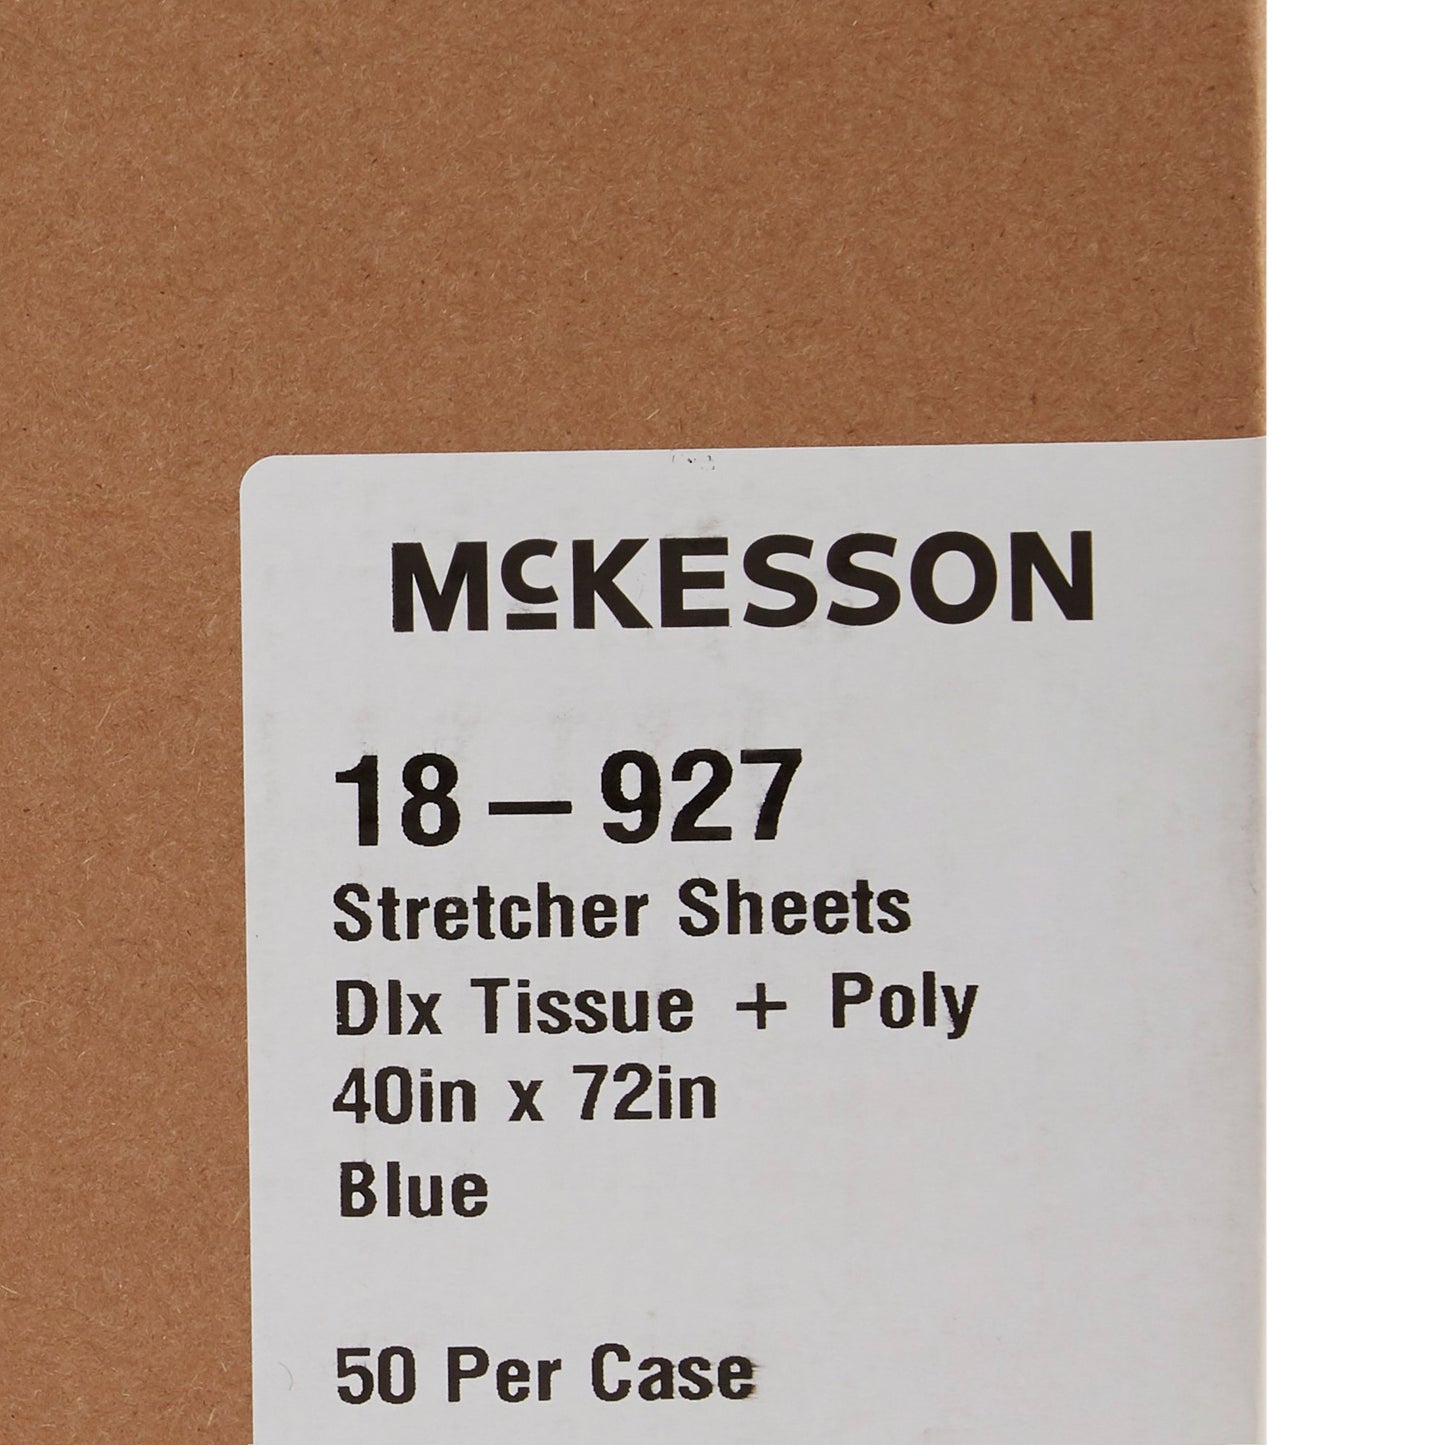 McKESSON
18-927
Stretcher Sheets
Dlx Tissue + Poly
40in x 72in
Blue
50 Per Case